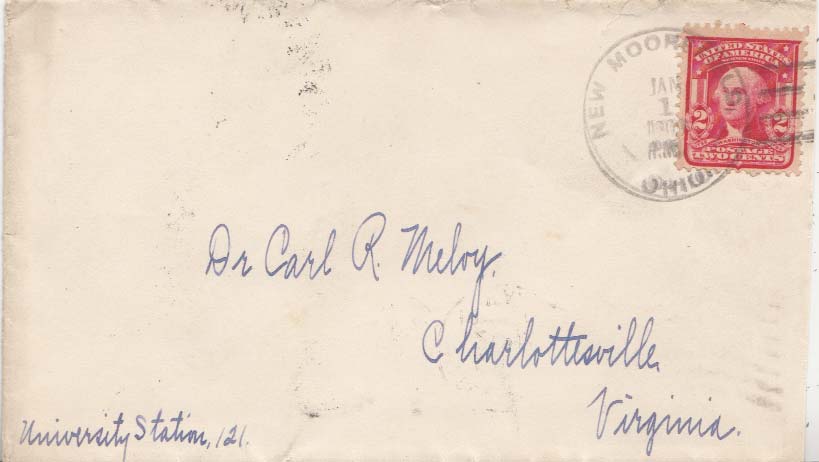 NEW MOOR
JAN
1
OHIO
UNITED STATES
OF AMERICA
2 2
POSTAGE
TWO CENTS
Dr Carl R. Meloy.
Charlottesville,
Virginia.
University Station, 121.